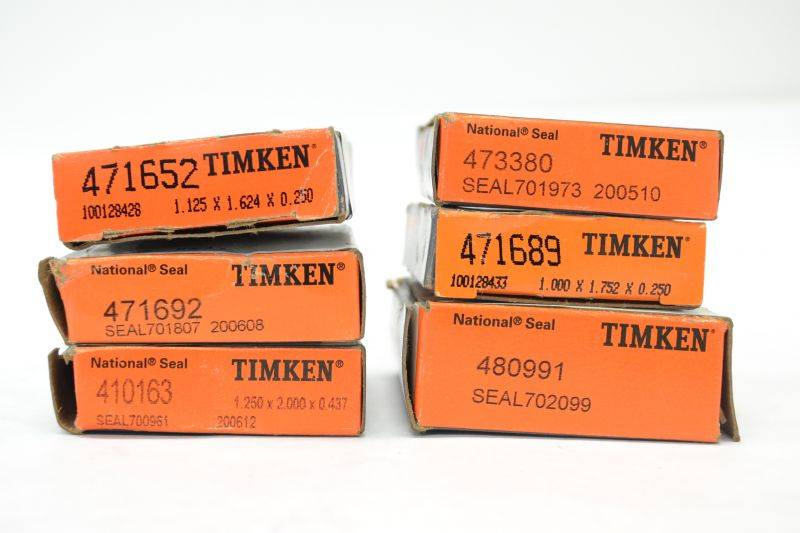 471652 TIMKEN®
100128428 1.125 X 1.624 X 0.250
National® Seal TIMKEN®
471692
SEAL701807 200608
National® Seal TIMKEN®
410163 1.250 x 2.000 x 0.437
SEAL700961 200612
National® Seal TIMKEN®
473380
SEAL701973 200510
471689 TIMKEN®
100128433 1.000 X 1.752 X 0.250
National® Seal TIMKEN®
480991
SEAL702099